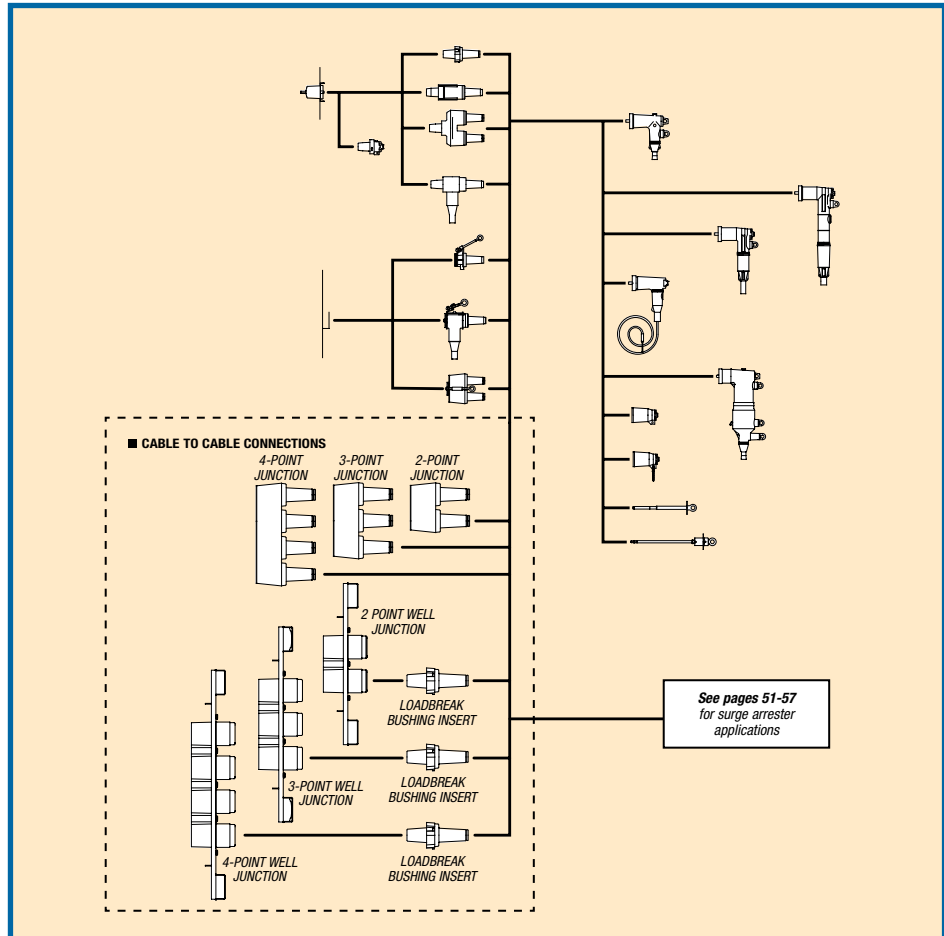 ■ CABLE TO CABLE CONNECTIONS
4-POINT
JUNCTION
3-POINT
JUNCTION
2-POINT
JUNCTION
2 POINT WELL
JUNCTION
LOADBREAK
BUSHING INSERT
3-POINT WELL
JUNCTION
LOADBREAK
BUSHING INSERT
4-POINT WELL
JUNCTION
LOADBREAK
BUSHING INSERT
See pages 51-57
for surge arrester
applications